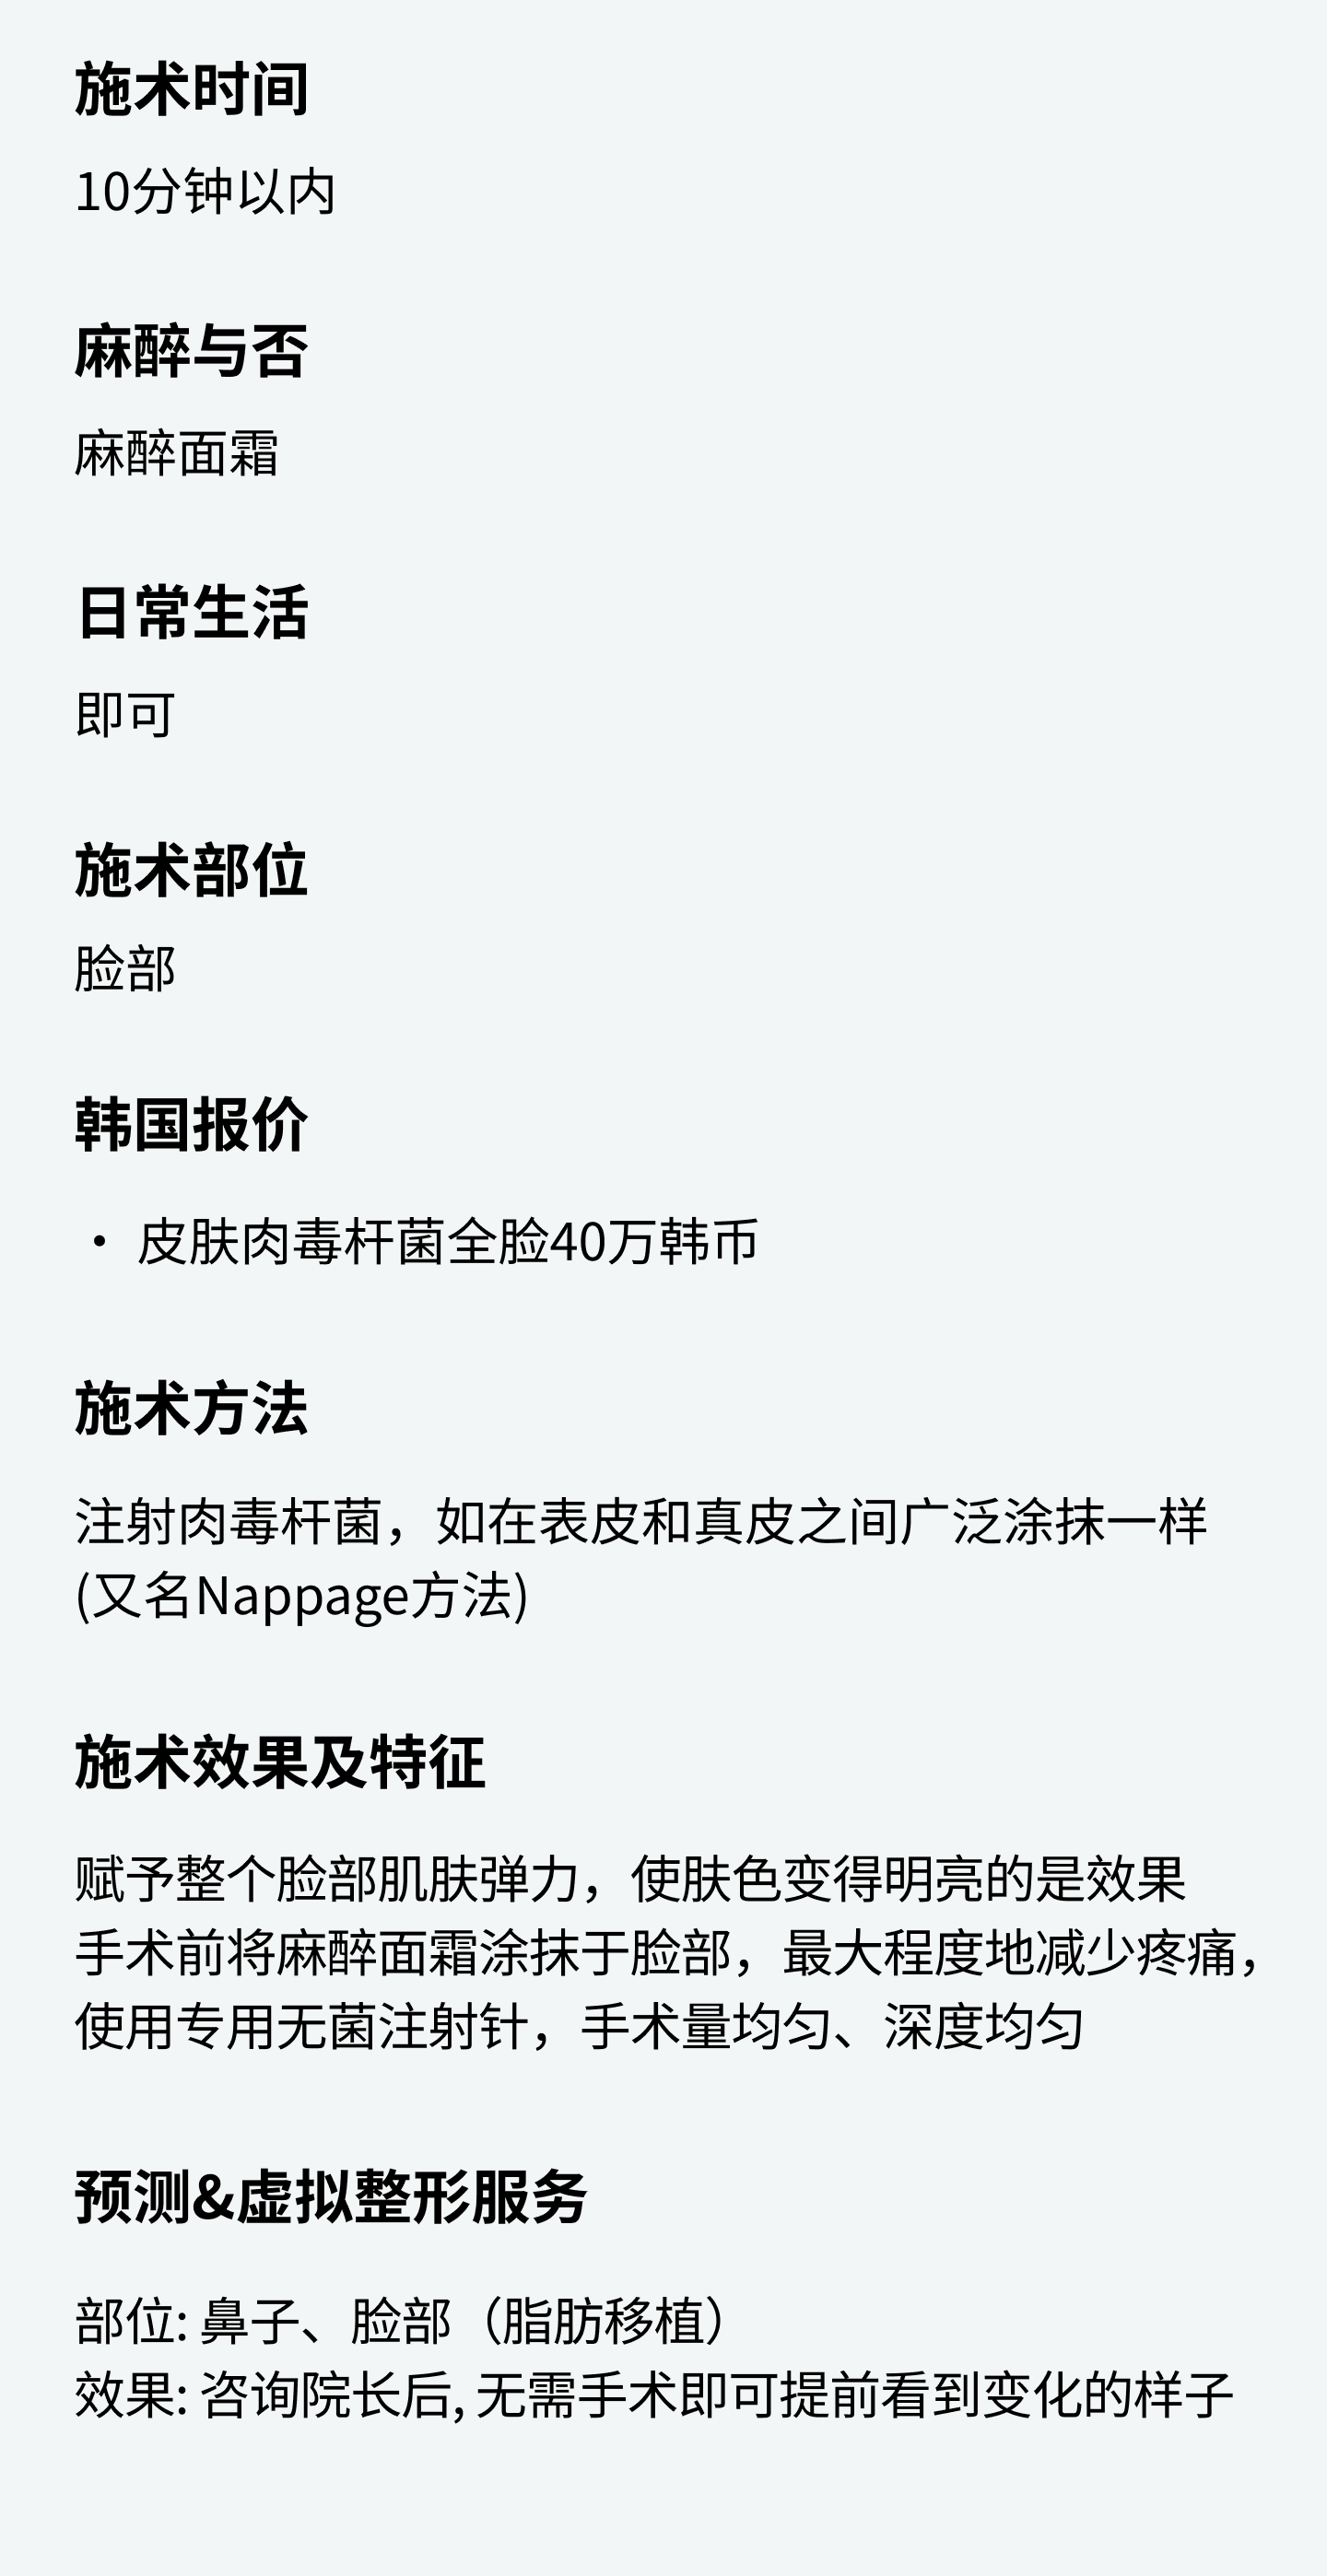 施术时间
10分钟以内
麻醉与否
麻醉面霜
日常生活
即可
施术部位
脸部
韩国报价
• 皮肤肉毒杆菌全脸40万韩币
施术方法
注射肉毒杆菌，如在表皮和真皮之间广泛涂抹一样
(又名Nappage方法)
施术效果及特征
赋予整个脸部肌肤弹力，使肤色变得明亮的是效果
手术前将麻醉面霜涂抹于脸部，最大程度地减少疼痛，
使用专用无菌注射针，手术量均匀、深度均匀
预测&虚拟整形服务
部位: 鼻子、脸部（脂肪移植）
效果: 咨询院长后, 无需手术即可提前看到变化的样子